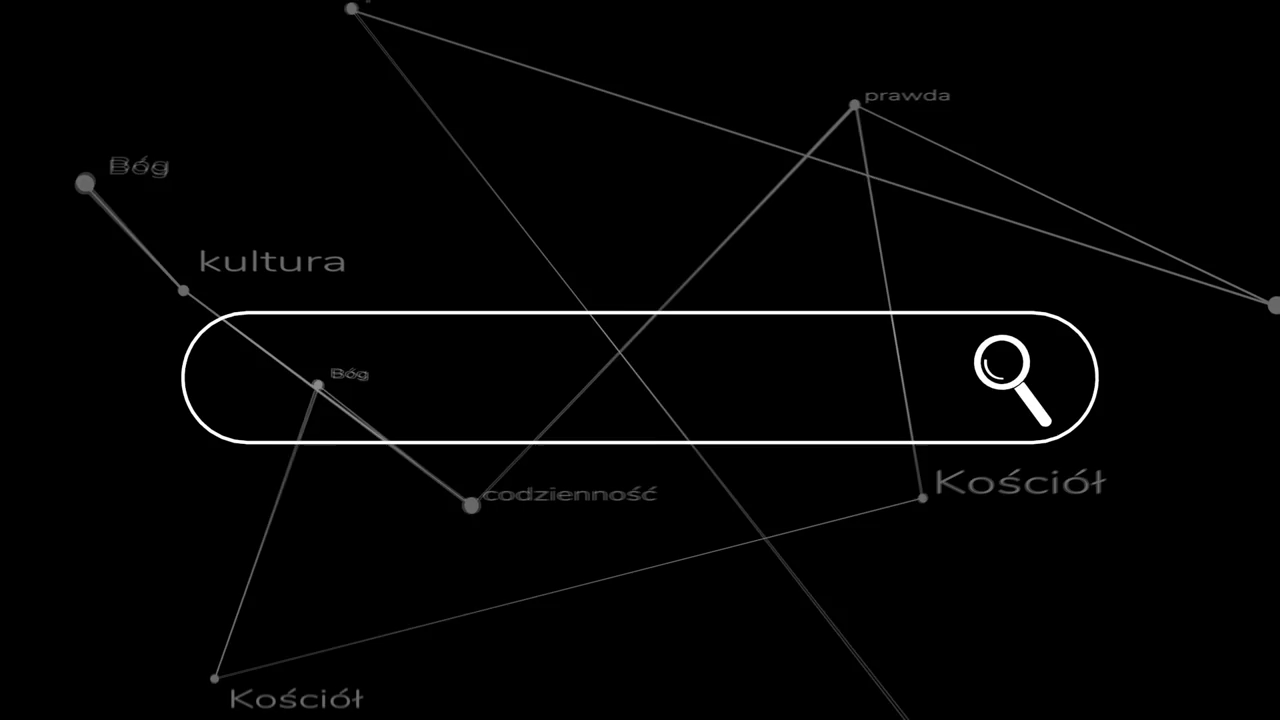 prawda
Bóg
kultura
Bóg
codzienność
Kościół
Kościół